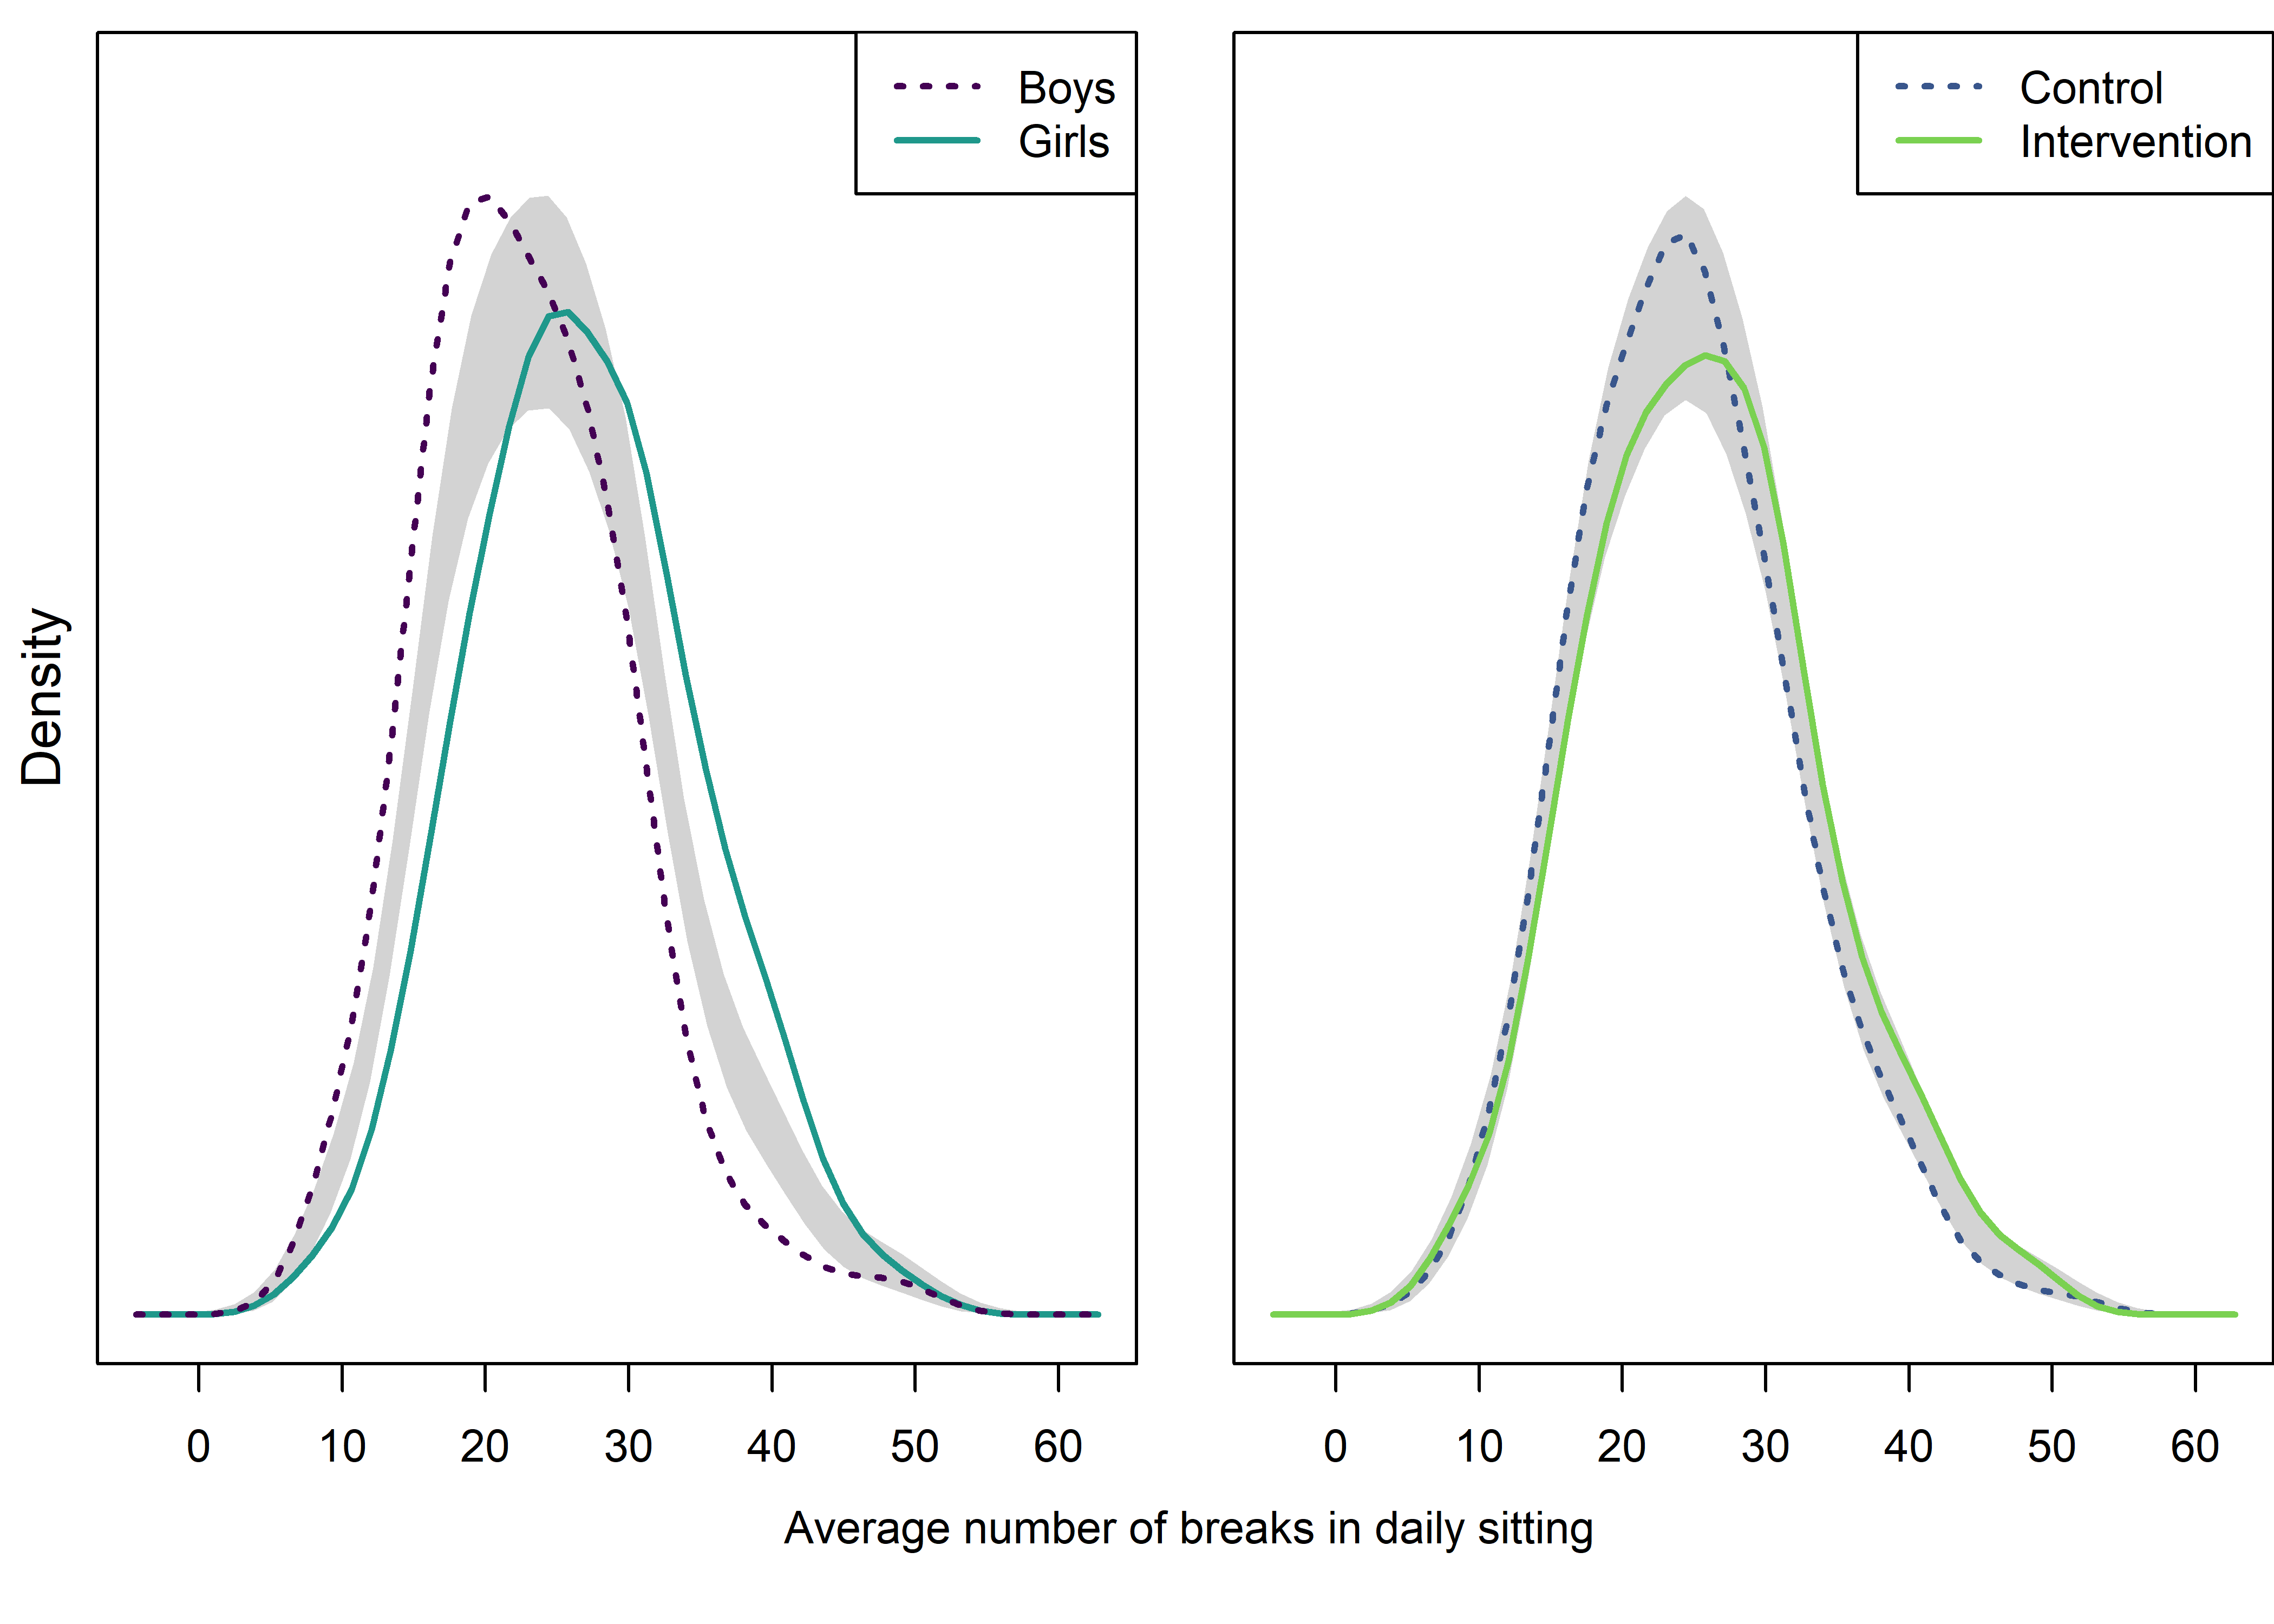 Boys
Girls
Control
Intervention
Density
0 10 20 30 40 50 60
0 10 20 30 40 50 60
Average number of breaks in daily sitting